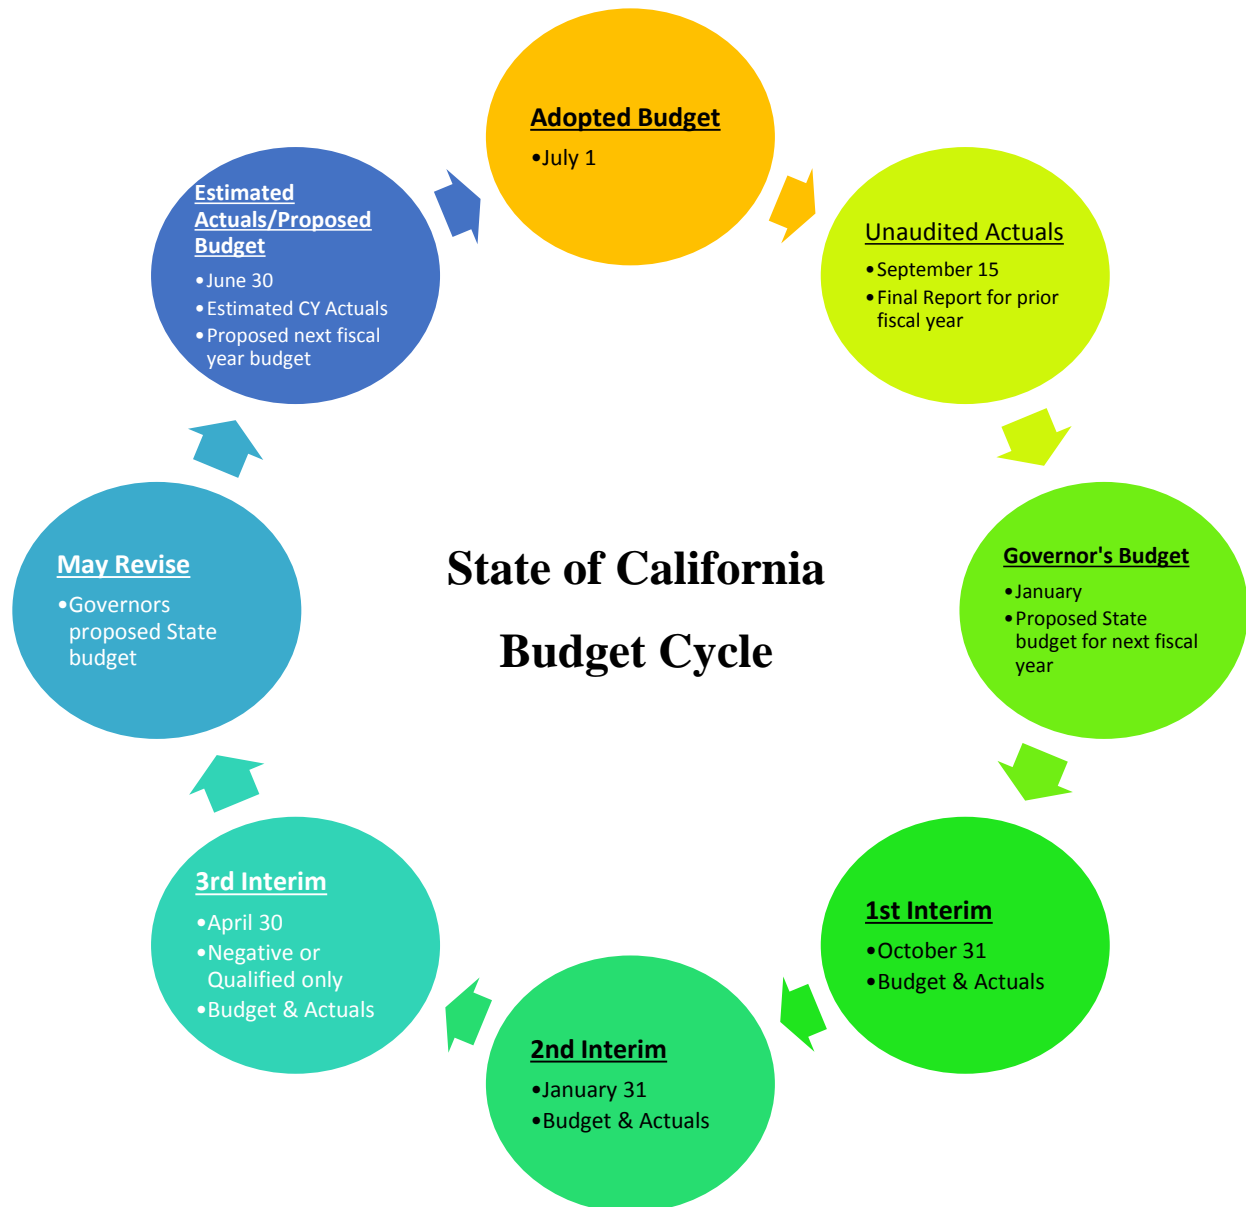 Adopted Budget
•July 1
Unaudited Actuals
•September 15
•Final Report for prior
fiscal year
Governor's Budget
•January
•Proposed State
budget for next fiscal
year
1st Interim
•October 31
•Budget & Actuals
2nd Interim
•January 31
•Budget & Actuals
3rd Interim
•April 30
•Negative or
Qualified only
•Budget & Actuals
May Revise
•Governors
proposed State
budget
Estimated
Actuals/Proposed
Budget
•June 30
•Estimated CY Actuals
•Proposed next fiscal
year budget
State of California
Budget Cycle